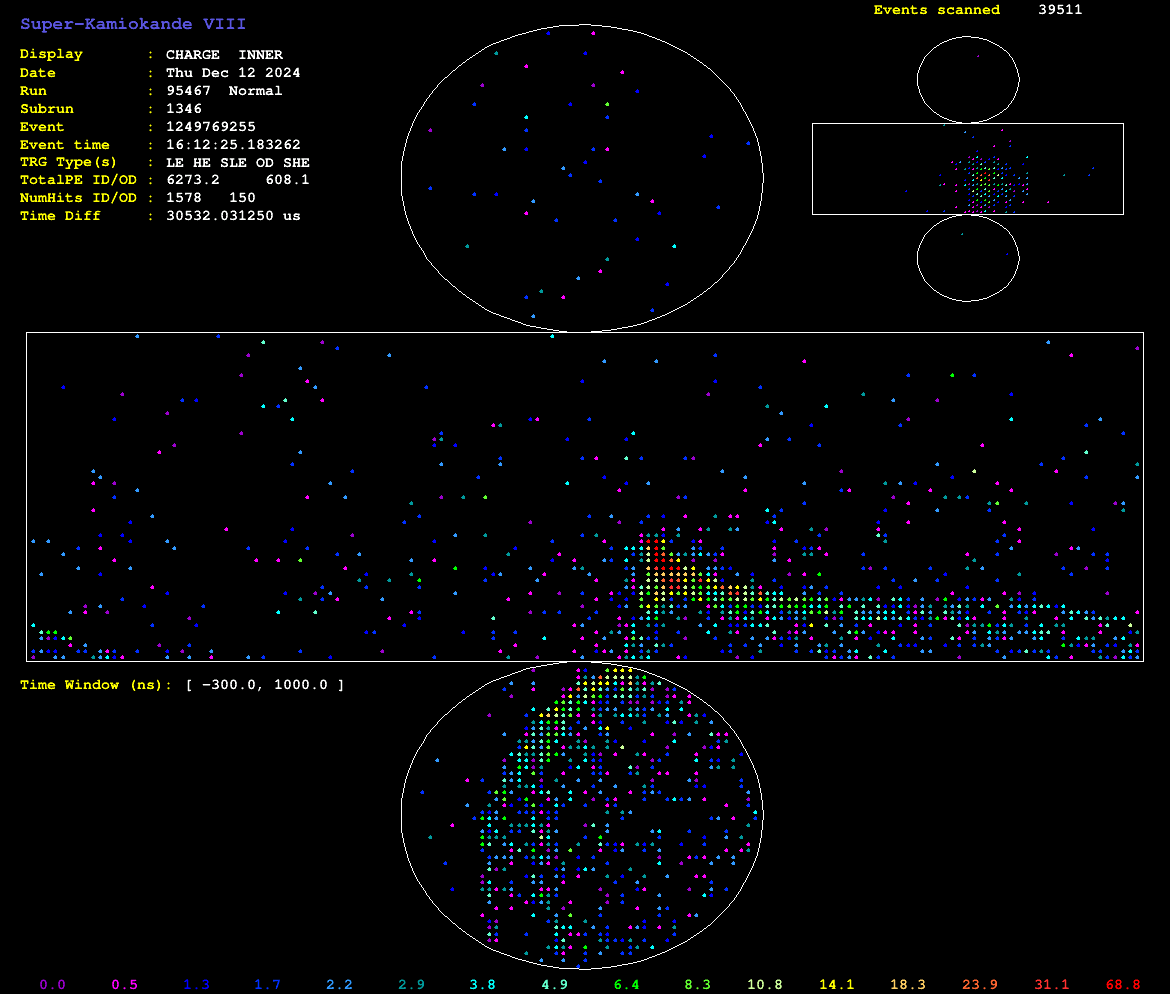 Super-Kamiokande VIII
Events scanned 39511
Display : CHARGE INNER
Date : Thu Dec 12 2024
Run : 95467 Normal
Subrun : 1346
Event : 1249769255
Event time : 16:12:25.183262
TRG Type(s) : LE HE SLE OD SHE
TotalPE ID/OD : 6273.2 608.1
NumHits ID/OD : 1578 150
Time Diff : 30532.031250 us
Time Window (ns): [ −300.0, 1000.0 ]
0.0 0.5 1.3 1.7 2.2 2.9 3.8 4.9 6.4 8.3 10.8 14.1 18.3 23.9 31.1 68.8